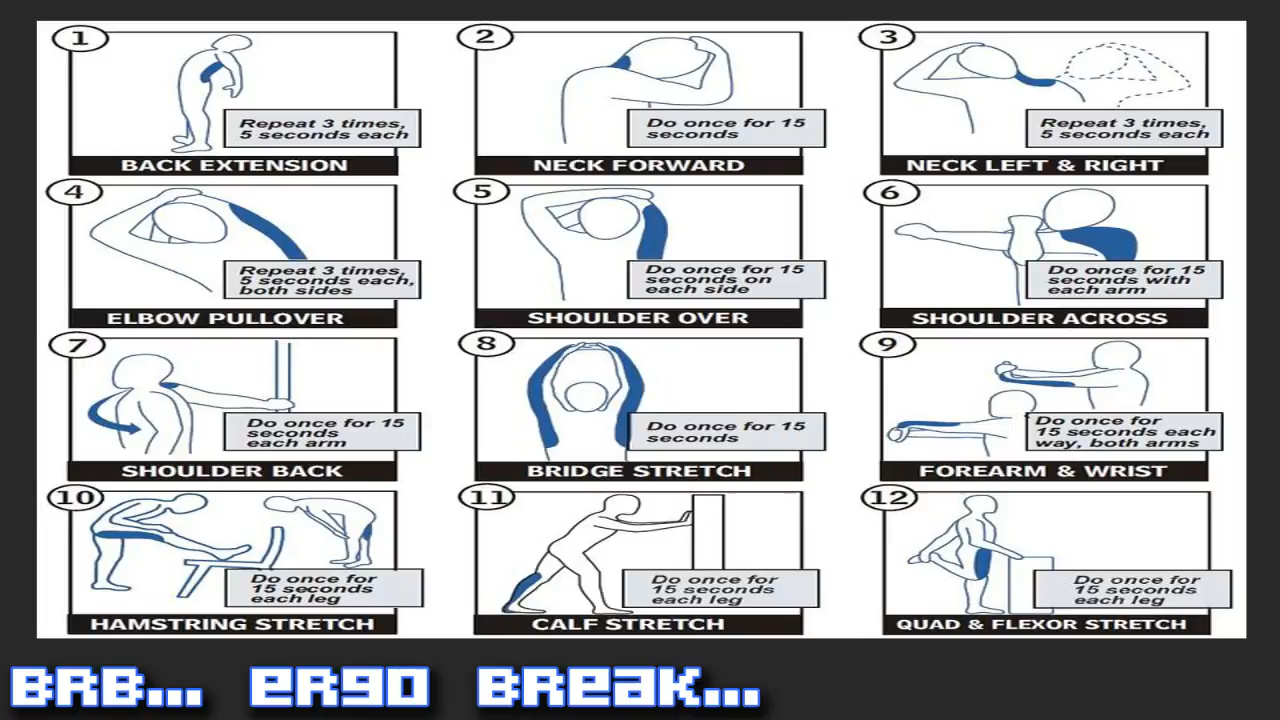 1
Repeat 3 times,
5 seconds each
BACK EXTENSION
2
Do once for 15
seconds
NECK FORWARD
3
Repeat 3 times,
5 seconds each
NECK LEFT & RIGHT
4
Repeat 3 times,
5 seconds each,
both sides
ELBOW PULLOVER
5
Do once for 15
seconds on
each side
SHOULDER OVER
6
Do once for 15
seconds with
each arm
SHOULDER ACROSS
7
Do once for 15
seconds
each arm
SHOULDER BACK
8
Do once for 15
seconds
BRIDGE STRETCH
9
Do once for
15 seconds each
way, both arms
FOREARM & WRIST
10
Do once for
15 seconds
each leg
HAMSTRING STRETCH
11
Do once for
15 seconds
each leg
CALF STRETCH
12
Do once for
15 seconds
each leg
QUAD & FLEXOR STRETCH
BRB... ERGO BREAK...